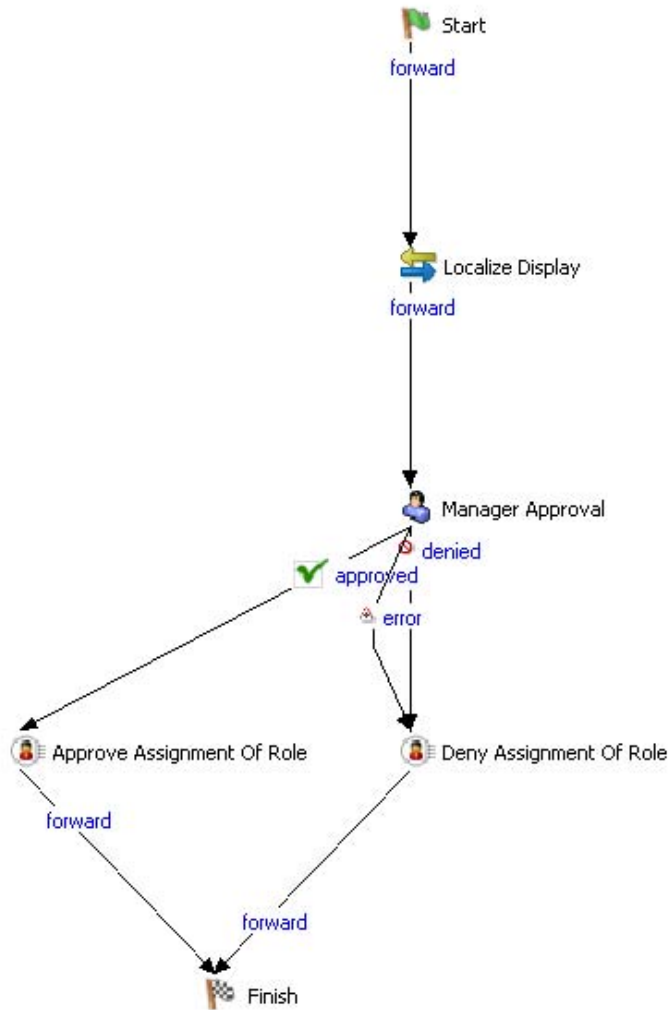 Start
forward
Localize Display
forward
Manager Approval
denied
approved
error
Approve Assignment Of Role
Deny Assignment Of Role
forward
forward
Finish